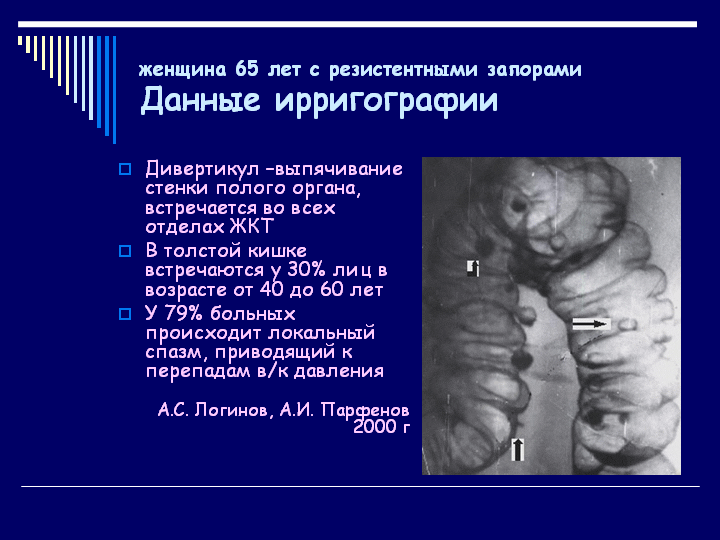 женщина 65 лет с резистентными запорами
Данные ирригографии
Дивертикул –выпячивание
стенки полого органа,
встречается во всех
отделах ЖКТ
В толстой кишке
встречаются у 30% лиц в
возрасте от 40 до 60 лет
У 79% больных
происходит локальный
спазм, приводящий к
перепадам в/к давления
А.С. Логинов, А.И. Парфенов
2000 г